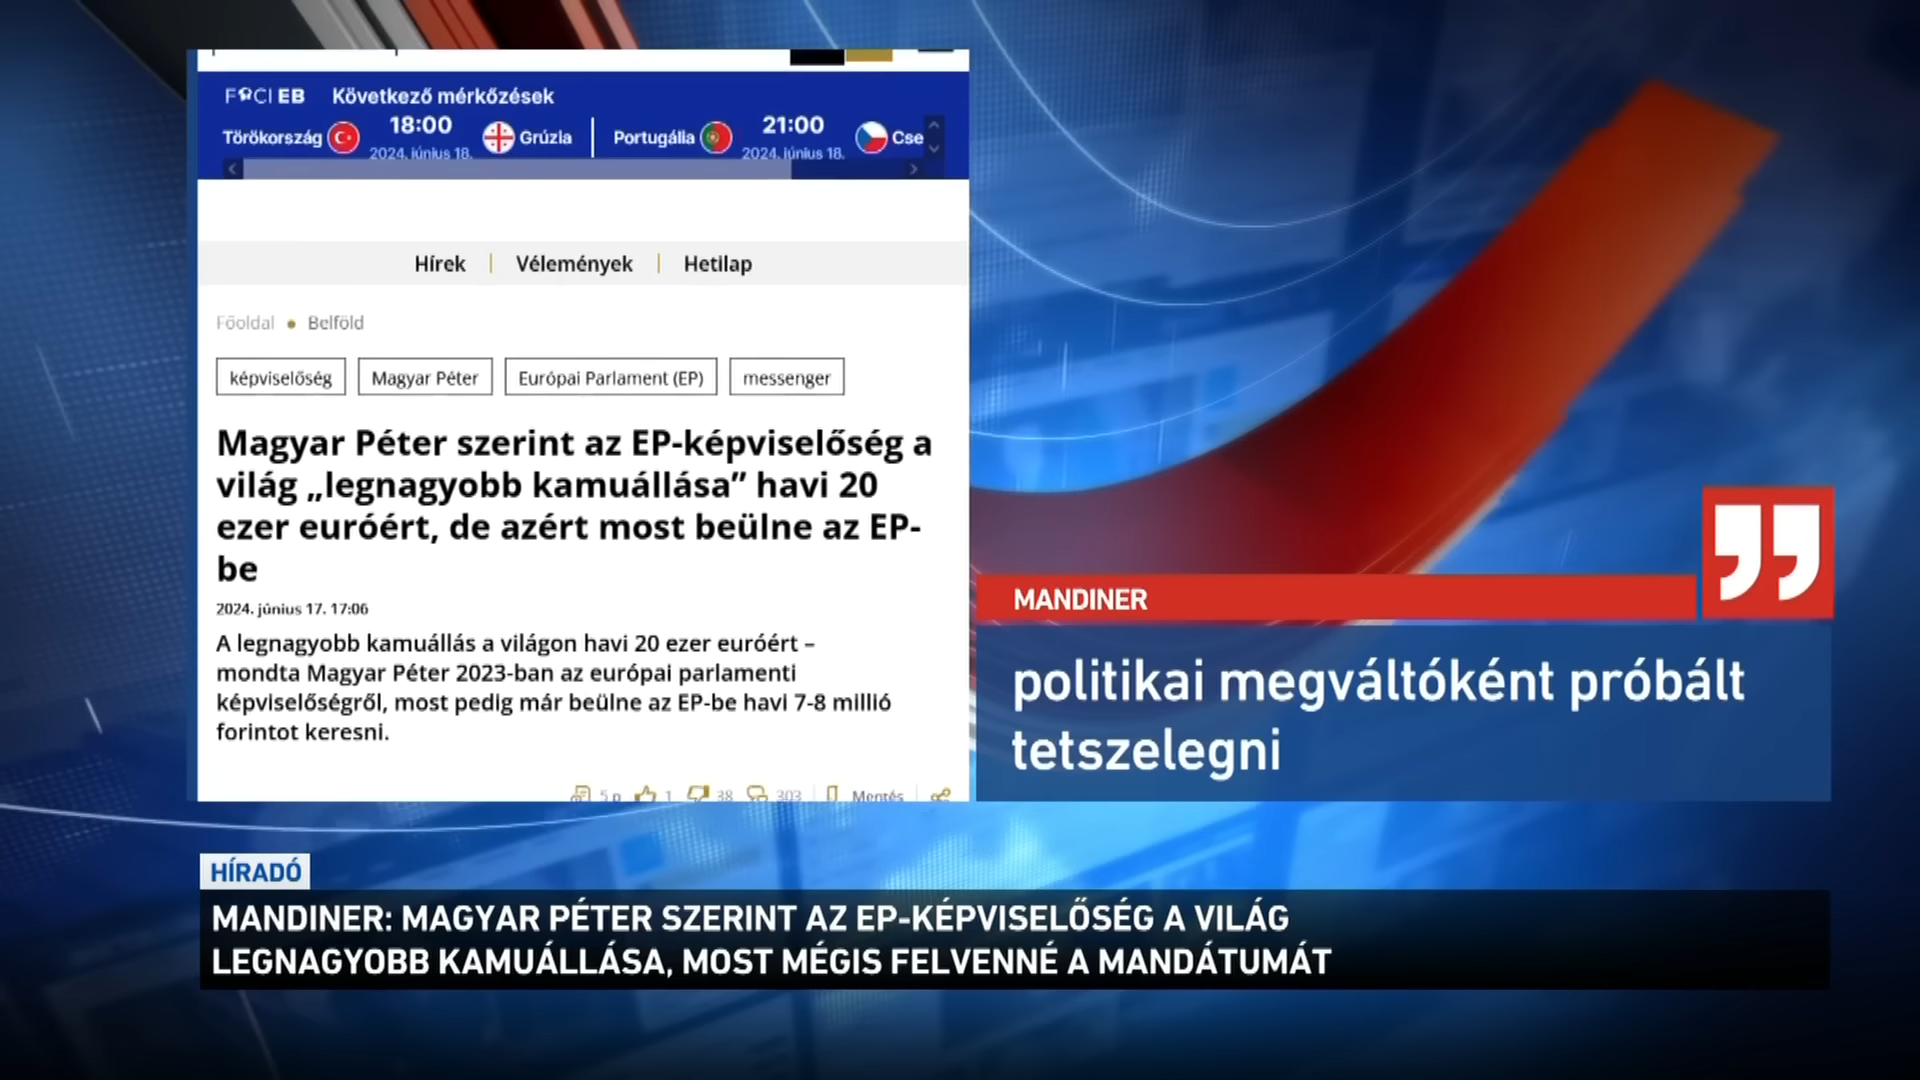 FOCI EB Következő mérkőzések
Törökország 18:00 Grúzia Portugália 21:00 Cse
2024. június 18. 2024. június 18.
Hírek Vélemények Hetilap
Főoldal Belföld
képviselőség Magyar Péter Európai Parlament (EP) messenger
Magyar Péter szerint az EP-képviselőség a
világ „legnagyobb kamuállása” havi 20
ezer euróért, de azért most beülne az EP-
be
2024. június 17. 17:06
A legnagyobb kamuállás a világon havi 20 ezer euróért –
mondta Magyar Péter 2023-ban az európai parlamenti
képviselőségről, most pedig már beülne az EP-be havi 7-8 millió
forintot keresni.
5 p 1 38 303 Mentés
MANDINER
politikai megváltóként próbált
tetszelegni
HÍRADÓ
MANDINER: MAGYAR PÉTER SZERINT AZ EP-KÉPVISELŐSÉG A VILÁG
LEGNAGYOBB KAMUÁLLÁSA, MOST MÉGIS FELVENNÉ A MANDÁTUMÁT